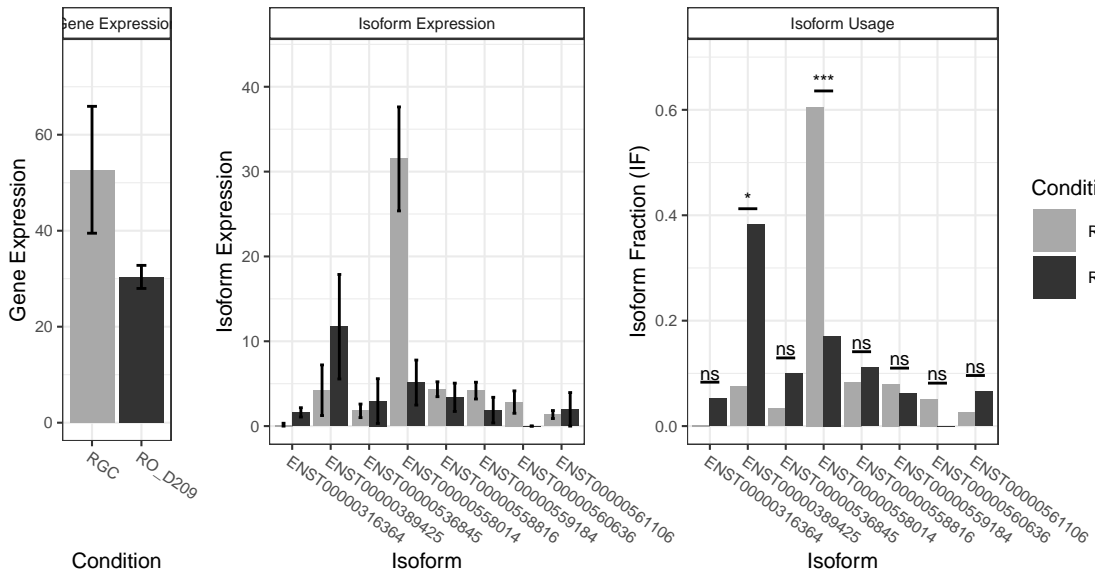 Gene Expression
Isoform Expression
Isoform Usage
Gene Expression
60
40
20
0
RGC
RO_D209
Condition
Isoform Expression
40
30
20
10
0
ENST00000316364
ENST00000389425
ENST00000536845
ENST00000558014
ENST00000558816
ENST00000559184
ENST00000560636
ENST00000561106
Isoform
Isoform Fraction (IF)
0.6
0.4
0.2
0.0
ns
*
ns
***
ns
ns
ns
ns
ENST00000316364
ENST00000389425
ENST00000536845
ENST00000558014
ENST00000558816
ENST00000559184
ENST00000560636
ENST00000561106
Isoform
Conditi
R
R